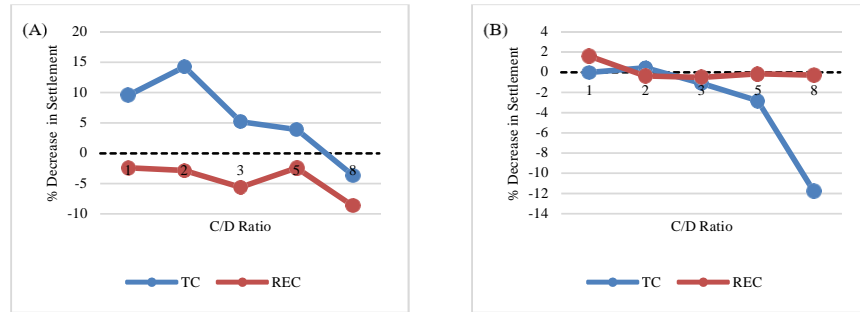 (A)
% Decrease in Settlement
20
15
10
5
0
-5
-10
1 2 3 5 8
C/D Ratio
TC REC
(B)
% Decrease in Settlement
4
2
0
-2
-4
-6
-8
-10
-12
-14
1 2 3 5 8
C/D Ratio
TC REC